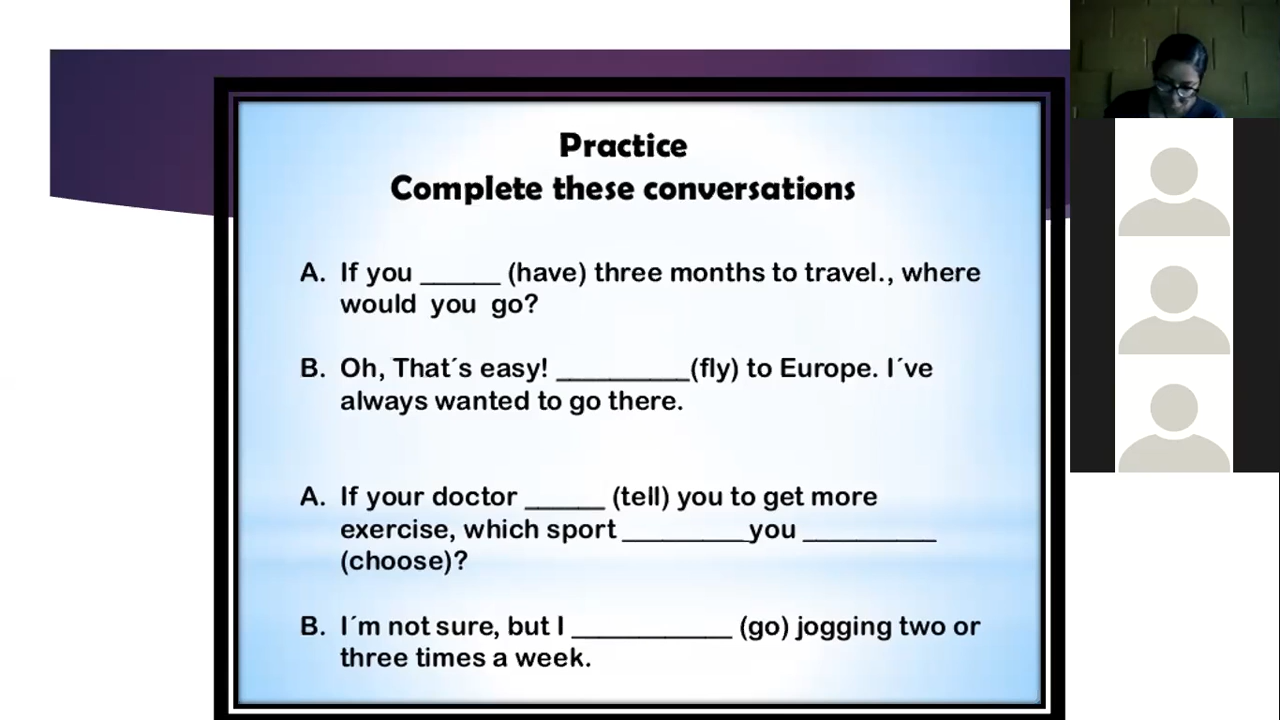 Practice
Complete these conversations
A. If you ______ (have) three months to travel., where
would you go?
B. Oh, That´s easy! __________(fly) to Europe. I´ve
always wanted to go there.
A. If your doctor ______ (tell) you to get more
exercise, which sport _________you __________
(choose)?
B. I´m not sure, but I ____________ (go) jogging two or
three times a week.